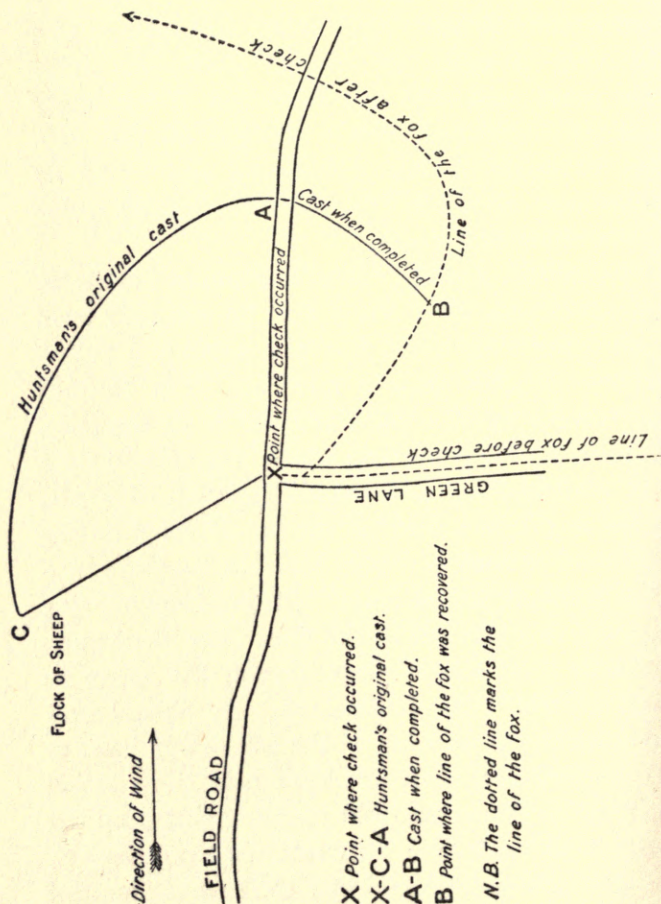 Line of the fox after check
Huntsman's original cast
A
Cast when completed
Point where check occurred
B
X
Line of fox before check
GREEN LANE
C
FLOCK OF SHEEP
Direction of Wind
FIELD ROAD
X Point where check occurred.
X-C-A Huntsman's original cast.
A-B Cast when completed.
B Point where line of the fox was recovered.
N.B. The dotted line marks the
line of the fox.